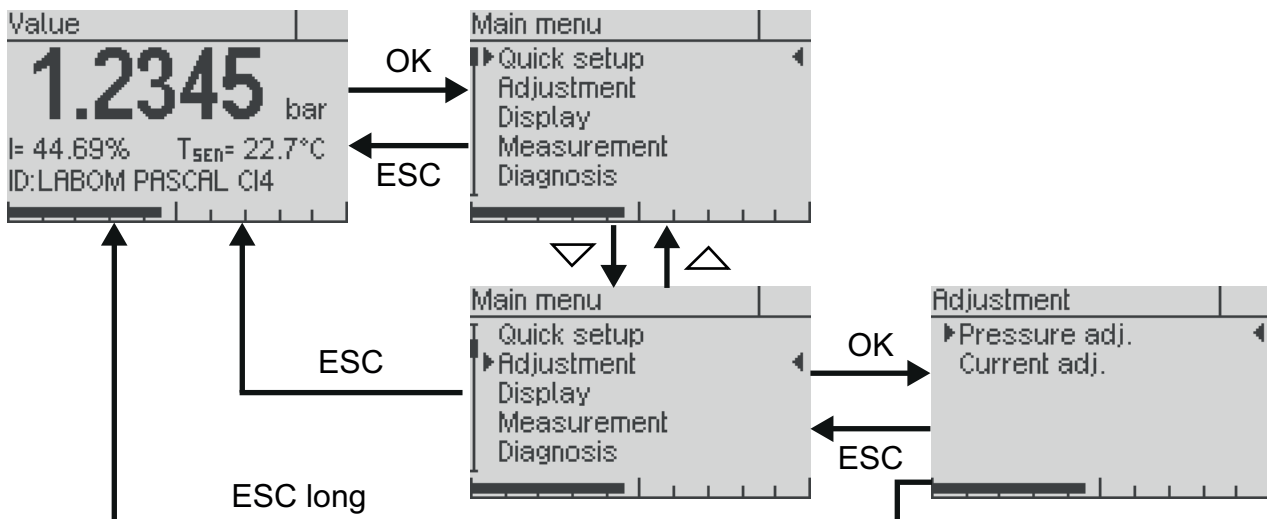 Value
1.2345 bar
I= 44.69% TSEN= 22.7°C
ID:LABOM PASCAL CI4
OK
ESC
Main menu
Quick setup
Adjustment
Display
Measurement
Diagnosis
Main menu
Quick setup
Adjustment
Display
Measurement
Diagnosis
ESC
OK
ESC
Adjustment
Pressure adj.
Current adj.
ESC long